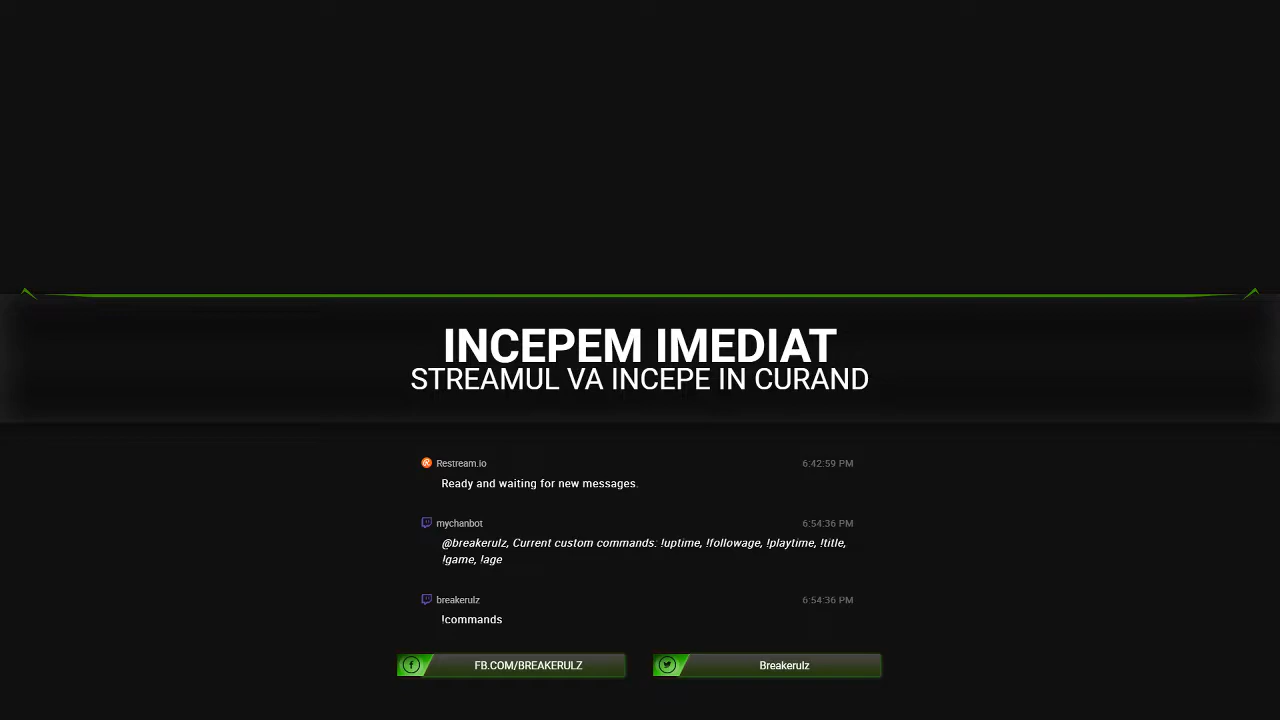 INCEPEM IMEDIAT
STREAMUL VA INCEPE IN CURAND
Restream.io 6:42:59 PM
Ready and waiting for new messages.
mychanbot 6:54:36 PM
@breakerulz, Current custom commands: !uptime, !followage, !playtime, !title,
!game, !age
breakerulz 6:54:36 PM
!commands
FB.COM/BREAKERULZ Breakerulz